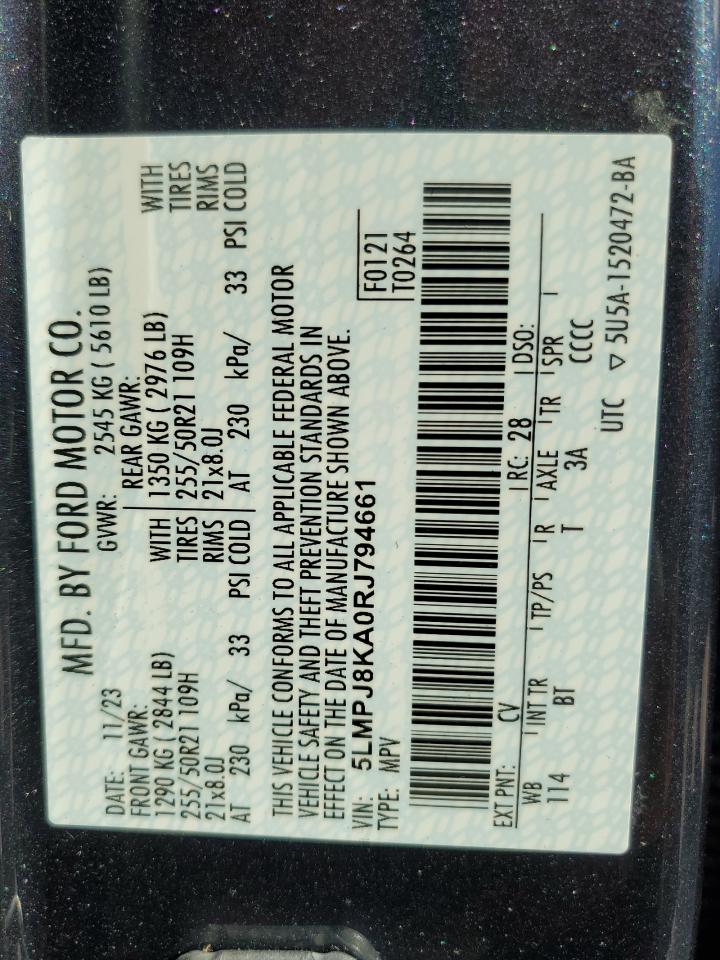 MFD. BY FORD MOTOR CO.
DATE: 11/23 GVWR: 2545 KG ( 5610 LB)
FRONT GAWR: REAR GAWR:
1290 KG ( 2844 LB) WITH 1350 KG ( 2976 LB) WITH
255/50R21 109H TIRES 255/50R21 109H TIRES
21x8.0J RIMS 21x8.0J RIMS
AT 230 kPa/ 33 PSI COLD AT 230 kPa/ 33 PSI COLD
THIS VEHICLE CONFORMS TO ALL APPLICABLE FEDERAL MOTOR
VEHICLE SAFETY AND THEFT PREVENTION STANDARDS IN
EFFECT ON THE DATE OF MANUFACTURE SHOWN ABOVE.
VIN: 5LMPJ8KA0RJ794661 F0121
TYPE: MPV T0264
EXT PNT: CV RC: 28 DSO:
WB INT TR TP/PS R AXLE TR SPR
114 BT T 3A CCCC
UTC ▽ 5U5A-1520472-BA